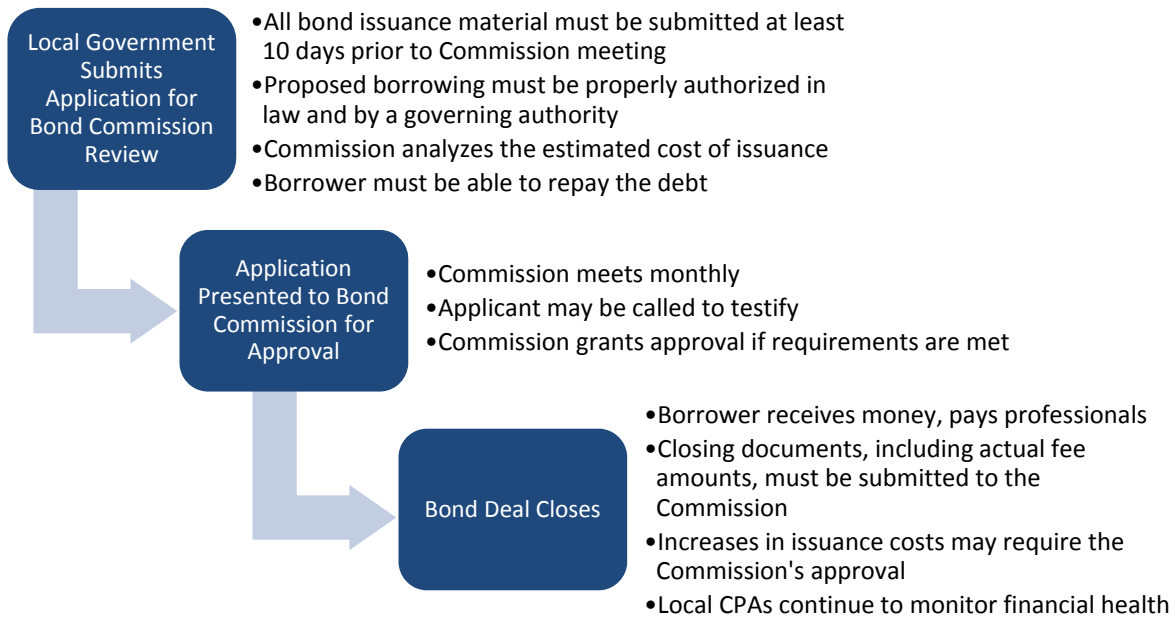 Local Government
Submits
Application for
Bond Commission
Review
•All bond issuance material must be submitted at least
10 days prior to Commission meeting
•Proposed borrowing must be properly authorized in
law and by a governing authority
•Commission analyzes the estimated cost of issuance
•Borrower must be able to repay the debt
Application
Presented to Bond
Commission for
Approval
•Commission meets monthly
•Applicant may be called to testify
•Commission grants approval if requirements are met
Bond Deal Closes
•Borrower receives money, pays professionals
•Closing documents, including actual fee
amounts, must be submitted to the
Commission
•Increases in issuance costs may require the
Commission's approval
•Local CPAs continue to monitor financial health